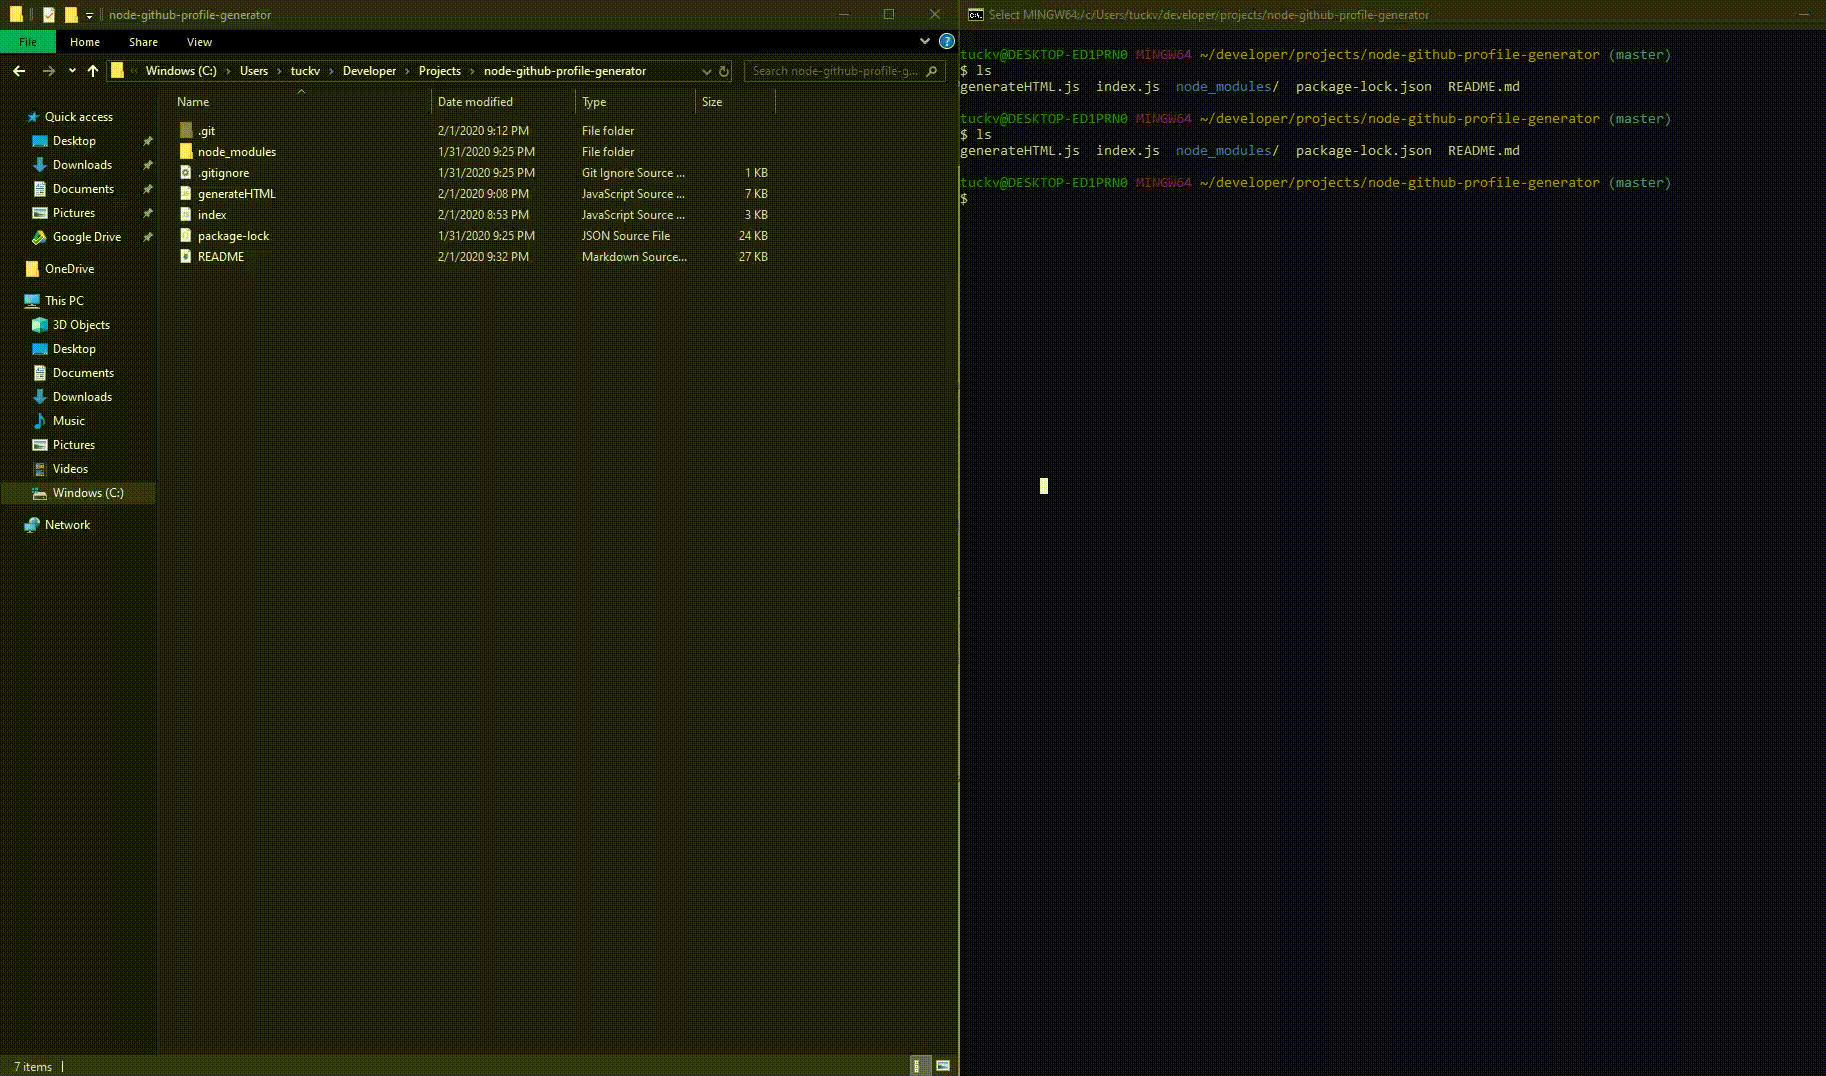 node-github-profile-generator
File Home Share View
Windows (C:) › Users › tuckv › Developer › Projects › node-github-profile-generator
Search node-github-profile-g...
Name Date modified Type Size
Quick access
Desktop
Downloads
Documents
Pictures
Google Drive
OneDrive
This PC
3D Objects
Desktop
Documents
Downloads
Music
Pictures
Videos
Windows (C:)
Network
.git 2/1/2020 9:12 PM File folder
node_modules 1/31/2020 9:25 PM File folder
.gitignore 1/31/2020 9:25 PM Git Ignore Source ... 1 KB
generateHTML 2/1/2020 9:08 PM JavaScript Source ... 7 KB
index 2/1/2020 8:53 PM JavaScript Source ... 3 KB
package-lock 1/31/2020 9:25 PM JSON Source File 24 KB
README 2/1/2020 9:32 PM Markdown Source... 27 KB
7 items
Select MINGW64:/c/Users/tuckv/developer/projects/node-github-profile-generator
tuckv@DESKTOP-ED1PRN0 MINGW64 ~/developer/projects/node-github-profile-generator (master)
$ ls
generateHTML.js index.js node_modules/ package-lock.json README.md
tuckv@DESKTOP-ED1PRN0 MINGW64 ~/developer/projects/node-github-profile-generator (master)
$ ls
generateHTML.js index.js node_modules/ package-lock.json README.md
tuckv@DESKTOP-ED1PRN0 MINGW64 ~/developer/projects/node-github-profile-generator (master)
$